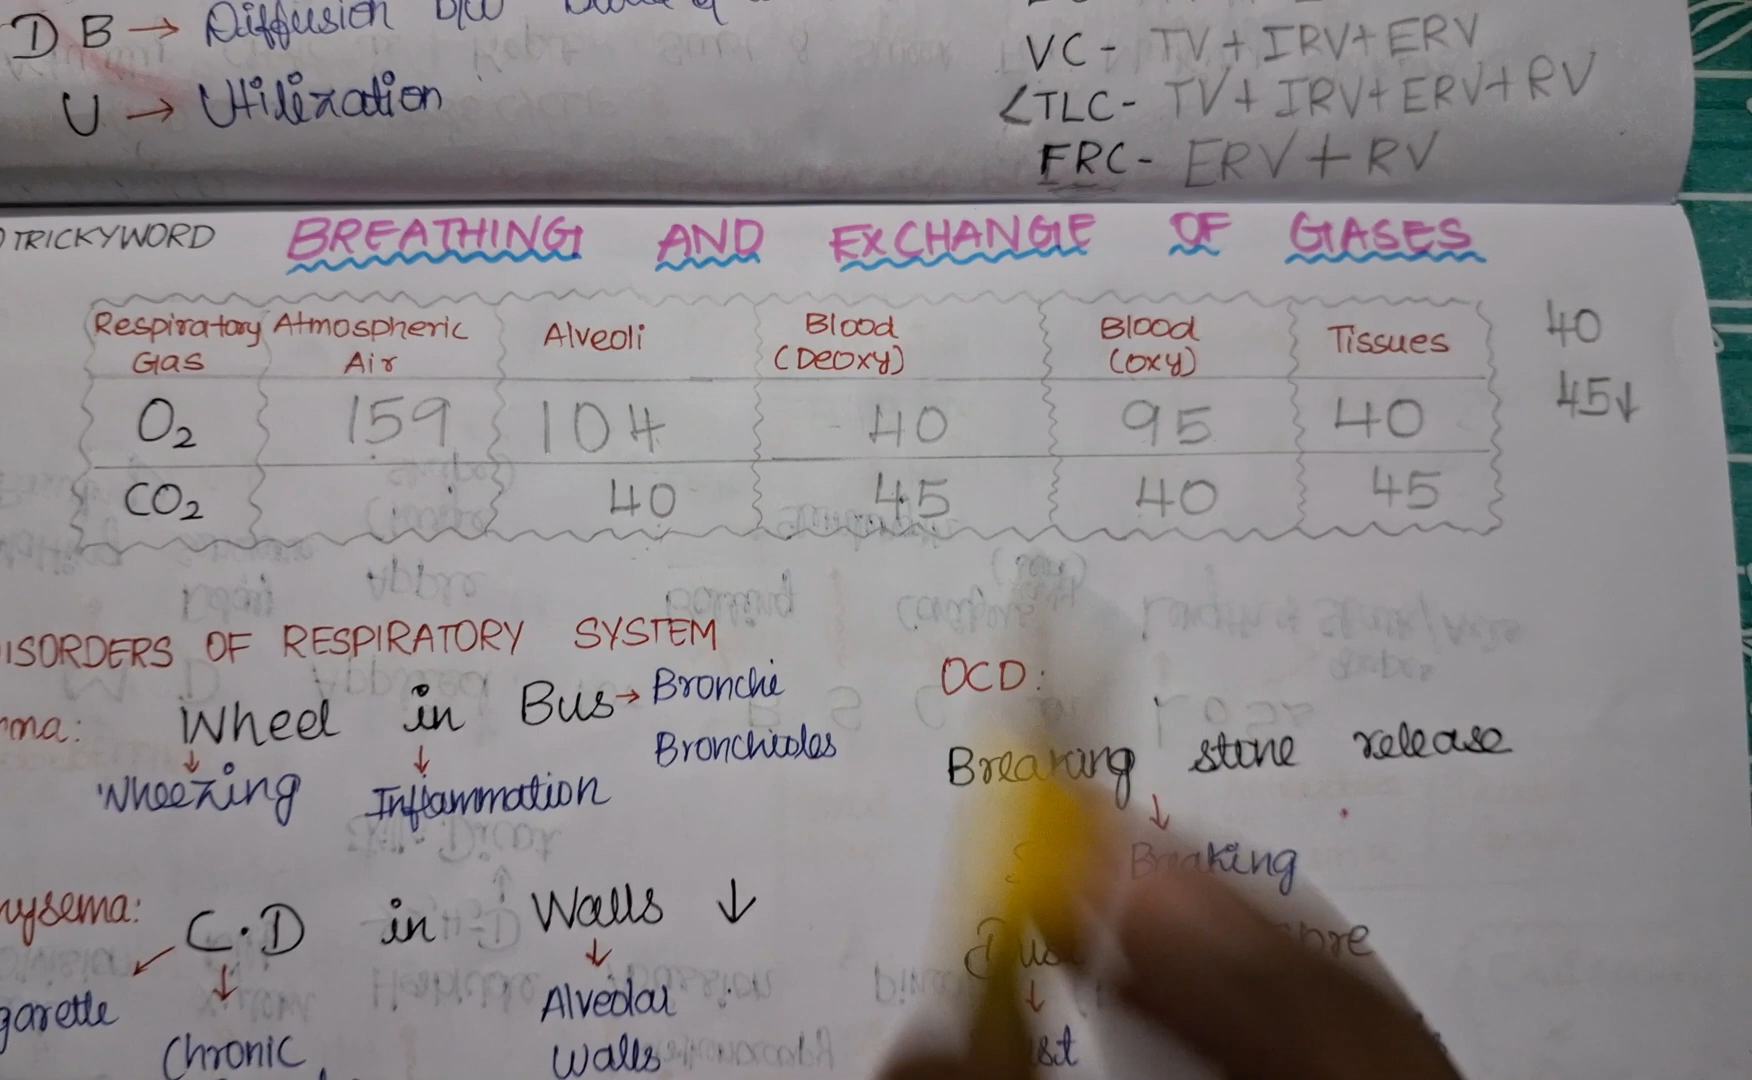 D B → Diffusion b/w
U → Utilization
VC - TV + IRV + ERV
TLC - TV + IRV + ERV + RV
FRC - ERV + RV
TRICKYWORD
BREATHING AND EXCHANGE OF GASES
Respiratory Gas Atmospheric Air Alveoli Blood (Deoxy) Blood (oxy) Tissues
O2 159 104 40 95 40
CO2 40 45 40 45
40
45↓
ISORDERS OF RESPIRATORY SYSTEM
ma: Wheel in Bus → Bronchi
Bronchioles
↓ ↓
Wheezing Inflammation
OCD:
Breaking stone release
↓
Breaking
ysema: C.D in Walls ↓
↓ ↓
garette Alveolar
Chronic Walls